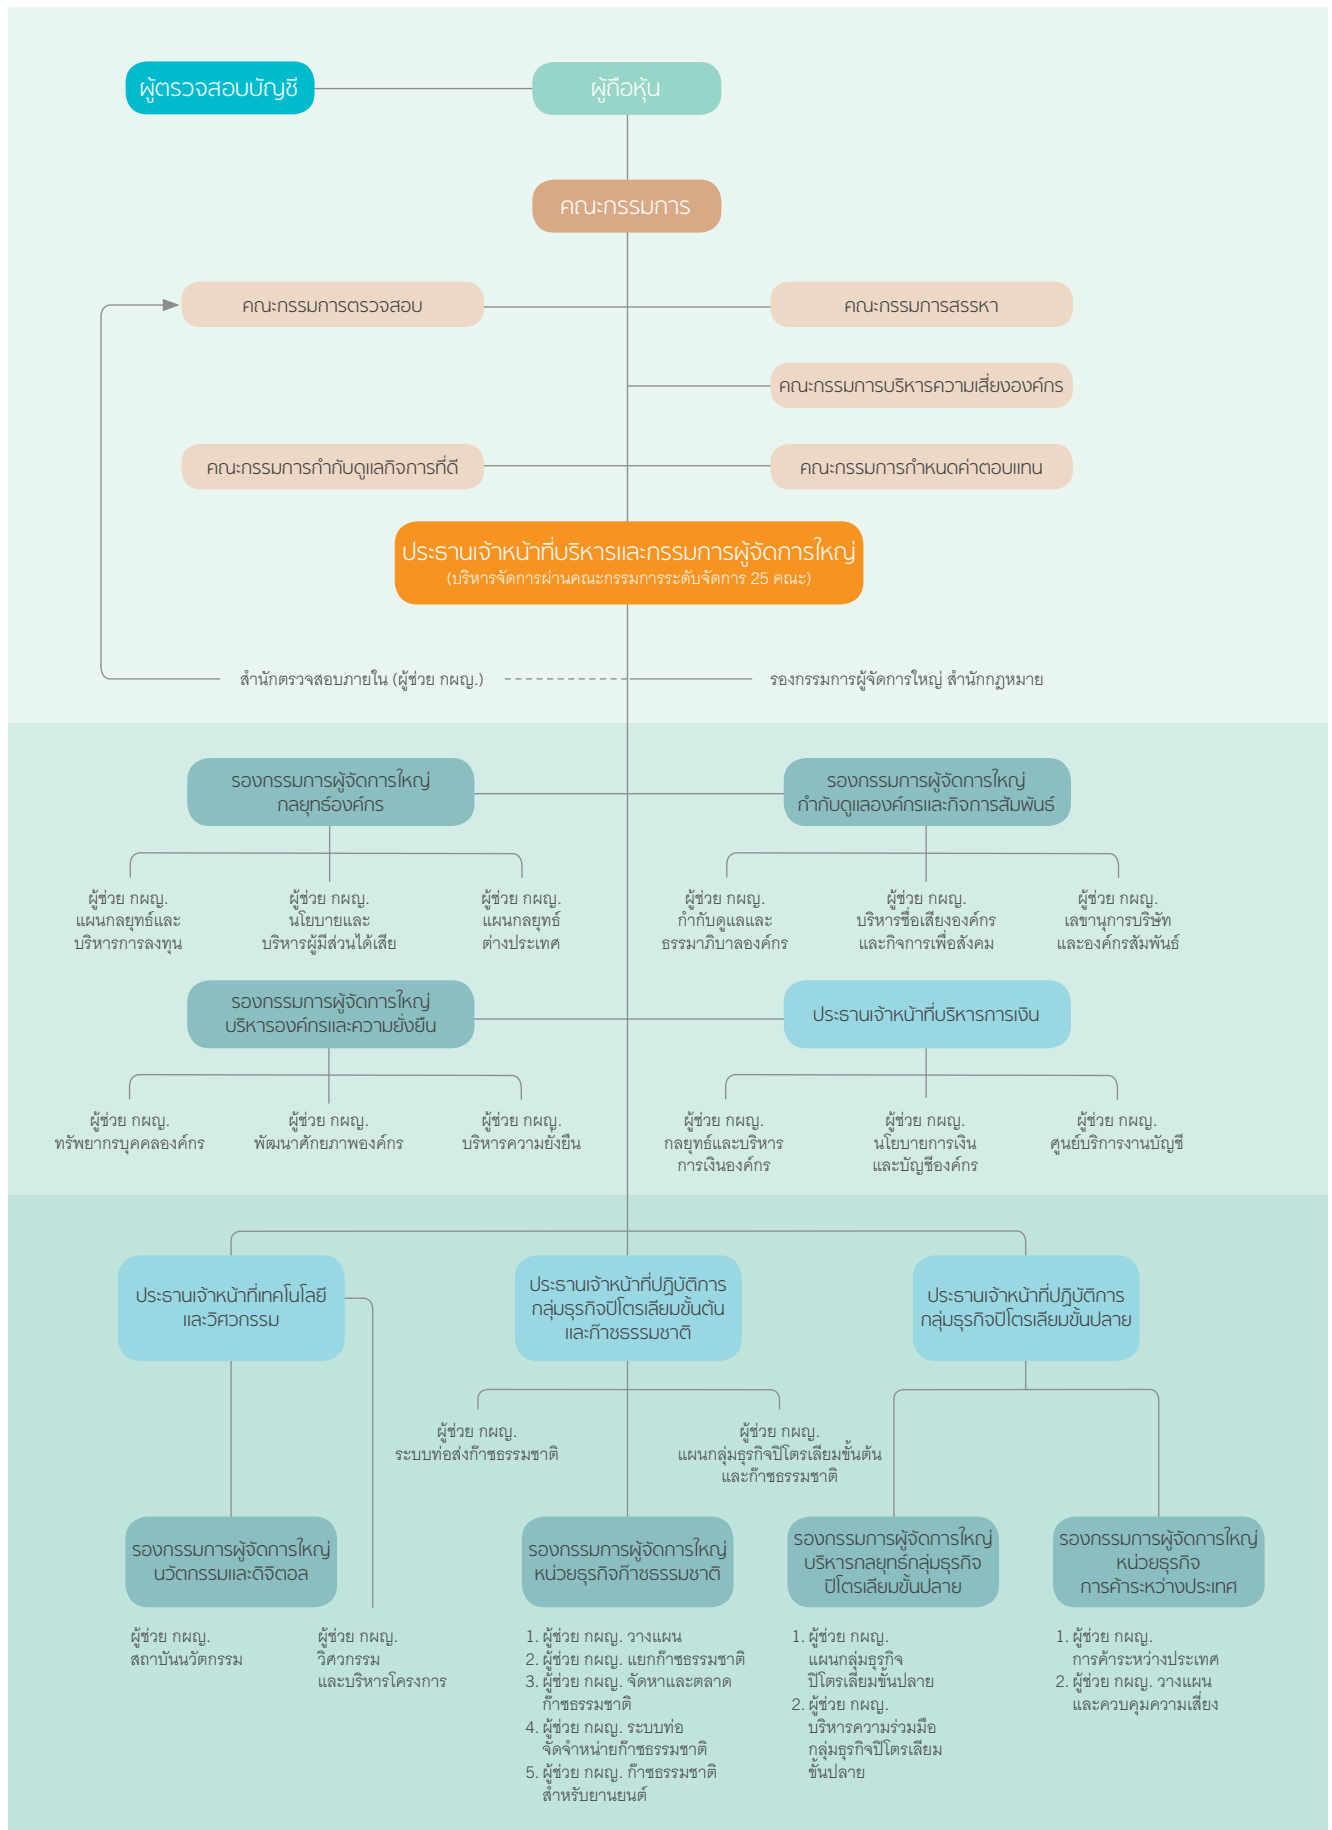 ผู้ตรวจสอบบัญชี
ผู้ถือหุ้น
คณะกรรมการ
คณะกรรมการตรวจสอบ
คณะกรรมการสรรหา
คณะกรรมการบริหารความเสี่ยงองค์กร
คณะกรรมการกำกับดูแลกิจการที่ดี
คณะกรรมการกำหนดค่าตอบแทน
ประธานเจ้าหน้าที่บริหารและกรรมการผู้จัดการใหญ่
(บริหารจัดการผ่านคณะกรรมการระดับจัดการ 25 คณะ)
สำนักตรวจสอบภายใน (ผู้ช่วย กผญ.)
รองกรรมการผู้จัดการใหญ่ สำนักกฎหมาย
รองกรรมการผู้จัดการใหญ่
กลยุทธ์องค์กร
รองกรรมการผู้จัดการใหญ่
กำกับดูแลองค์กรและกิจการสัมพันธ์
ผู้ช่วย กผญ.
แผนกลยุทธ์และ
บริหารการลงทุน
ผู้ช่วย กผญ.
นโยบายและ
บริหารผู้มีส่วนได้เสีย
ผู้ช่วย กผญ.
แผนกลยุทธ์
ต่างประเทศ
ผู้ช่วย กผญ.
กำกับดูแลและ
ธรรมาภิบาลองค์กร
ผู้ช่วย กผญ.
บริหารชื่อเสียงองค์กร
และกิจการเพื่อสังคม
ผู้ช่วย กผญ.
เลขานุการบริษัท
และองค์กรสัมพันธ์
รองกรรมการผู้จัดการใหญ่
บริหารองค์กรและความยั่งยืน
ประธานเจ้าหน้าที่บริหารการเงิน
ผู้ช่วย กผญ.
ทรัพยากรบุคคลองค์กร
ผู้ช่วย กผญ.
พัฒนาศักยภาพองค์กร
ผู้ช่วย กผญ.
บริหารความยั่งยืน
ผู้ช่วย กผญ.
กลยุทธ์และบริหาร
การเงินองค์กร
ผู้ช่วย กผญ.
นโยบายการเงิน
และบัญชีองค์กร
ผู้ช่วย กผญ.
ศูนย์บริการงานบัญชี
ประธานเจ้าหน้าที่เทคโนโลยี
และวิศวกรรม
ประธานเจ้าหน้าที่ปฏิบัติการ
กลุ่มธุรกิจปิโตรเลียมขั้นต้น
และก๊าซธรรมชาติ
ประธานเจ้าหน้าที่ปฏิบัติการ
กลุ่มธุรกิจปิโตรเลียมขั้นปลาย
ผู้ช่วย กผญ.
ระบบท่อส่งก๊าซธรรมชาติ
ผู้ช่วย กผญ.
แผนกลุ่มธุรกิจปิโตรเลียมขั้นต้น
และก๊าซธรรมชาติ
รองกรรมการผู้จัดการใหญ่
นวัตกรรมและดิจิตอล
รองกรรมการผู้จัดการใหญ่
หน่วยธุรกิจก๊าซธรรมชาติ
รองกรรมการผู้จัดการใหญ่
บริหารกลยุทธ์กลุ่มธุรกิจ
ปิโตรเลียมขั้นปลาย
รองกรรมการผู้จัดการใหญ่
หน่วยธุรกิจ
การค้าระหว่างประเทศ
ผู้ช่วย กผญ.
สถาบันนวัตกรรม
ผู้ช่วย กผญ.
วิศวกรรม
และบริหารโครงการ
1. ผู้ช่วย กผญ. วางแผน
2. ผู้ช่วย กผญ. แยกก๊าซธรรมชาติ
3. ผู้ช่วย กผญ. จัดหาและตลาด
ก๊าซธรรมชาติ
4. ผู้ช่วย กผญ. ระบบท่อ
จัดจำหน่ายก๊าซธรรมชาติ
5. ผู้ช่วย กผญ. ก๊าซธรรมชาติ
สำหรับยานยนต์
1. ผู้ช่วย กผญ.
แผนกลุ่มธุรกิจ
ปิโตรเลียมขั้นปลาย
2. ผู้ช่วย กผญ.
บริหารความร่วมมือ
กลุ่มธุรกิจปิโตรเลียม
ขั้นปลาย
1. ผู้ช่วย กผญ.
การค้าระหว่างประเทศ
2. ผู้ช่วย กผญ. วางแผน
และควบคุมความเสี่ยง